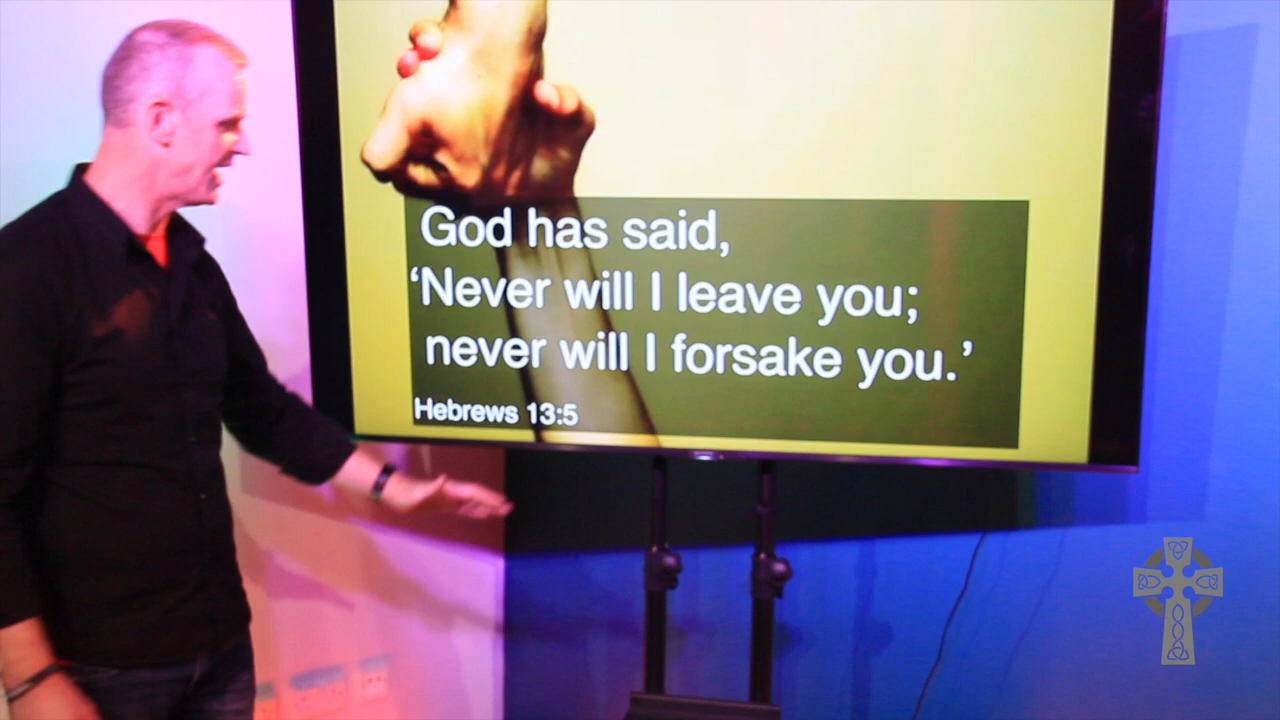 God has said,
‘Never will I leave you;
never will I forsake you.’
Hebrews 13:5